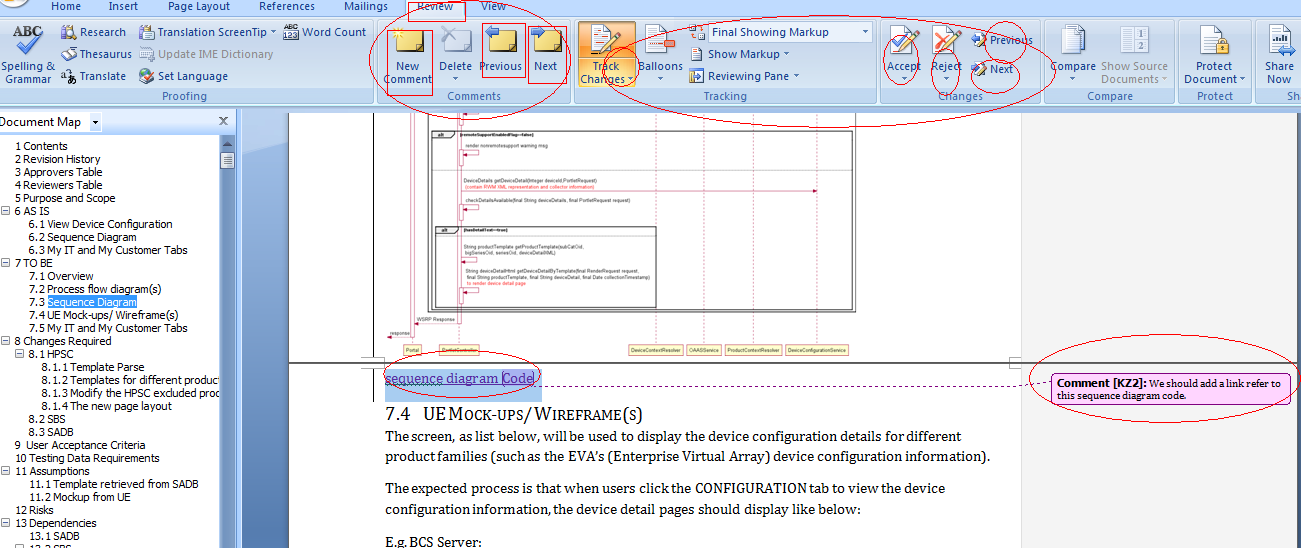 Home Insert Page Layout References Mailings Review View
ABC
Spelling &
Grammar
Research
Thesaurus
Translate
Translation ScreenTip
Update IME Dictionary
Set Language
ABC
123 Word Count
Proofing
New
Comment
Delete
Previous
Next
Comments
Track
Changes
Balloons
Final Showing Markup
Show Markup
Reviewing Pane
Tracking
Accept
Reject
Previous
Next
Changes
Compare
Show Source
Documents
Compare
Protect
Document
Protect
Share
Now
Sh
Document Map
1 Contents
2 Revision History
3 Approvers Table
4 Reviewers Table
5 Purpose and Scope
6 AS IS
6.1 View Device Configuration
6.2 Sequence Diagram
6.3 My IT and My Customer Tabs
7 TO BE
7.1 Overview
7.2 Process flow diagram(s)
7.3 Sequence Diagram
7.4 UE Mock-ups/ Wireframe(s)
7.5 My IT and My Customer Tabs
8 Changes Required
8.1 HPSC
8.1.1 Template Parse
8.1.2 Templates for different product
8.1.3 Modify the HPSC excluded proc
8.1.4 The new page layout
8.2 SBS
8.3 SADB
9 User Acceptance Criteria
10 Testing Data Requirements
11 Assumptions
11.1 Template retrieved from SADB
11.2 Mockup from UE
12 Risks
13 Dependencies
13.1 SADB
alt [remoteSupportEnabledFlag==false]
render nonremotesupport warning msg
DeviceDetails getDeviceDetail(Integer deviceId,PortletRequest)
(contain RWM XML representation and collector information)
checkDetailsAvailable(final String deviceDetails, final PortletRequest request)
alt [hasDetailText==true]
String productTemplate getProductTemplate(subCatOid,
bigSeriesOid, seriesOid, deviceDetailXML)
String deviceDetailHtml getDeviceDetailByTemplate(final RenderRequest request,
final String productTemplate, final String deviceDetail, final Date collectionTimestamp)
to render device detail page
WSRP Response
response
Portal PortletController DeviceContextResolver OAASService ProductContextResolver DeviceConfigurationService
sequence diagram Code
Comment [KZ2]: We should add a link refer to
this sequence diagram code.
7.4 UE MOCK-UPS/ WIREFRAME(S)
The screen, as list below, will be used to display the device configuration details for different
product families (such as the EVA's (Enterprise Virtual Array) device configuration information).
The expected process is that when users click the CONFIGURATION tab to view the device
configuration information, the device detail pages should display like below:
E.g. BCS Server: